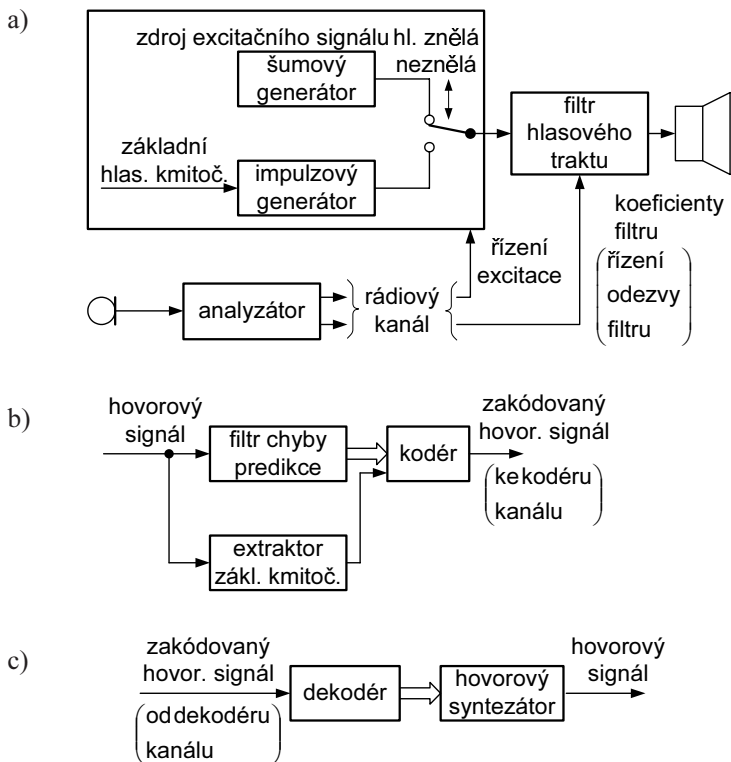 a)
zdroj excitačního signálu hl. znělá
neznělá
šumový
generátor
základní
hlas. kmitoč.
impulzový
generátor
filtr
hlasového
traktu
koeficienty
filtru
řízení
odezvy
filtru
řízení
excitace
analyzátor
rádiový
kanál
b)
hovorový
signál
filtr chyby
predikce
kodér
zakódovaný
hovor. signál
ke kodéru
kanálu
extraktor
zákl. kmitoč.
c)
zakódovaný
hovor. signál
od dekodéru
kanálu
dekodér
hovorový
syntezátor
hovorový
signál